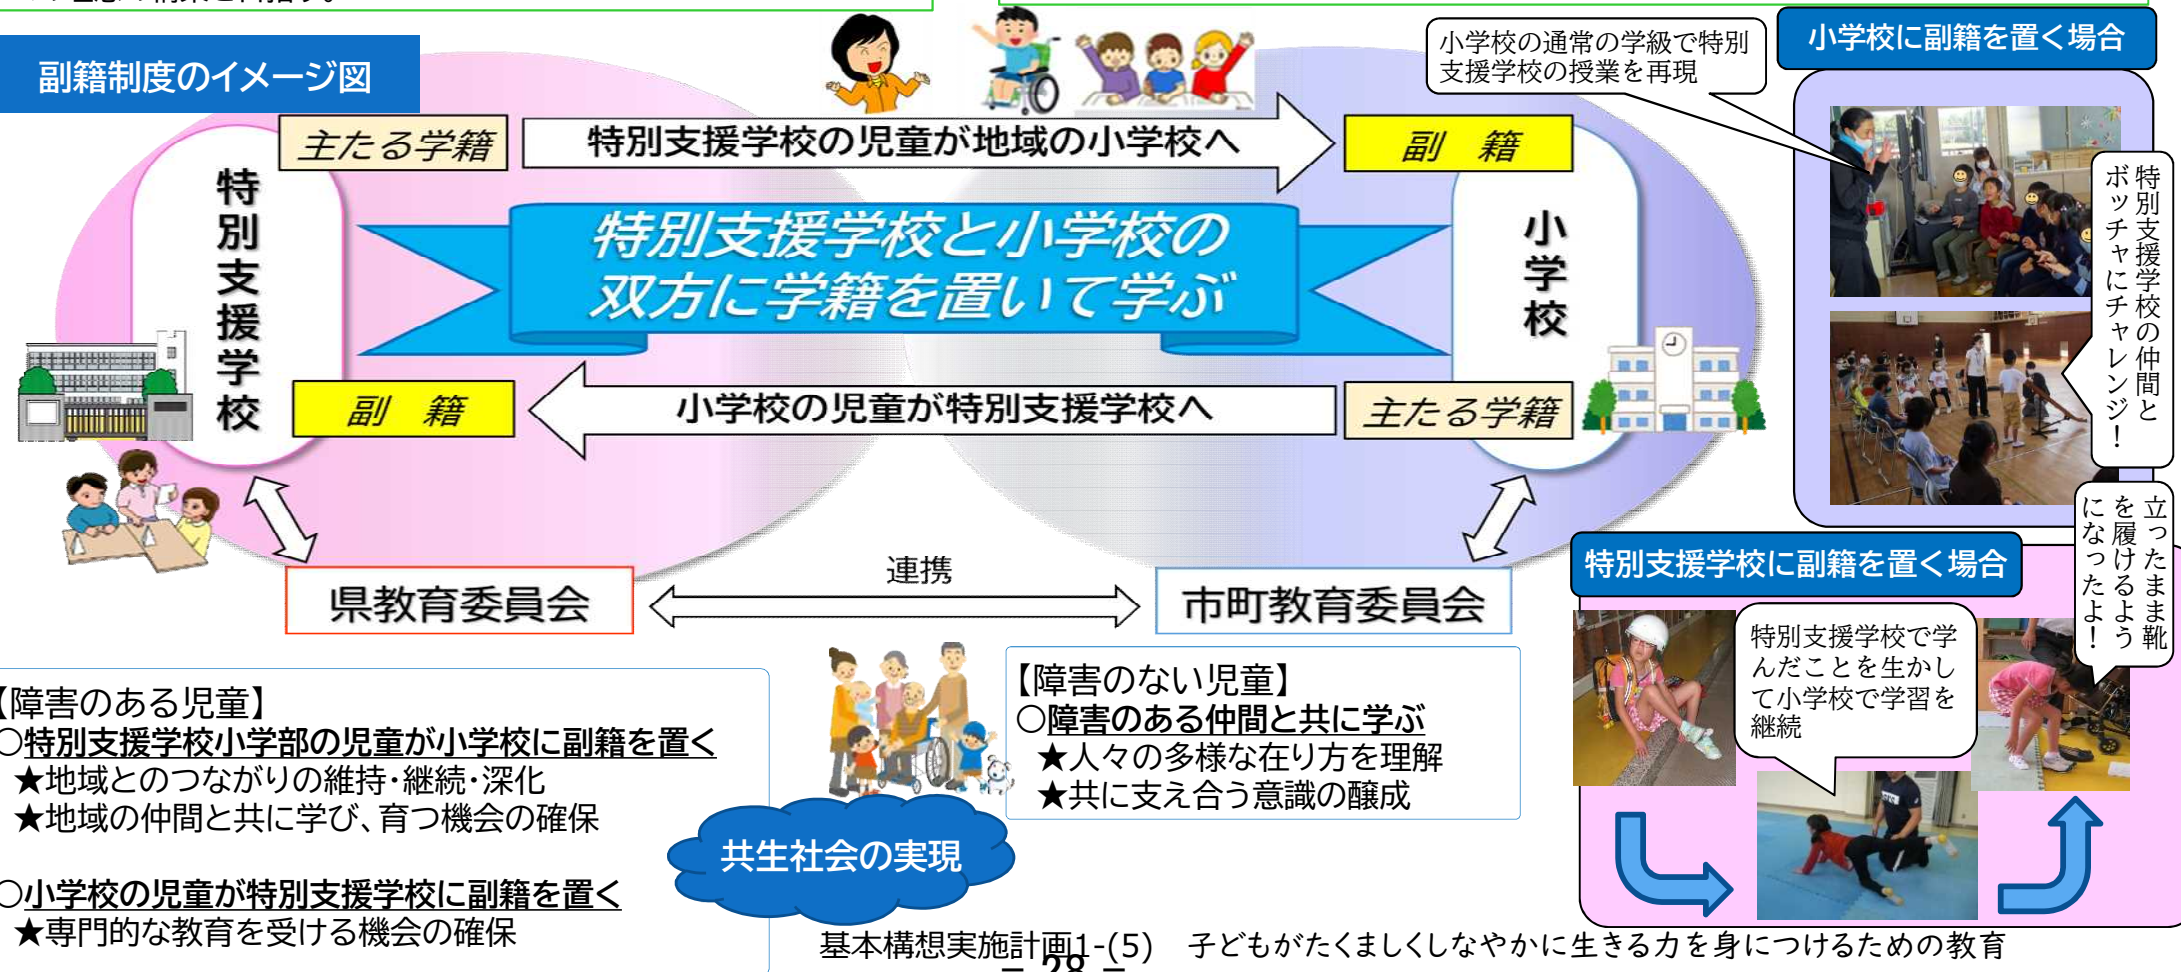 副籍制度のイメージ図
小学校の通常の学級で特別
支援学校の授業を再現
小学校に副籍を置く場合
主たる学籍
特別支援学校の児童が地域の小学校へ
副 籍
特別支援学校
特別支援学校と小学校の
双方に学籍を置いて学ぶ
小学校
特別支援学校の仲間と
ボッチャにチャレンジ！
副 籍
小学校の児童が特別支援学校へ
主たる学籍
立ったまま靴
を履けるよう
になったよ！
特別支援学校に副籍を置く場合
連携
県教育委員会
市町教育委員会
特別支援学校で学
んだことを生かし
て小学校で学習を
継続
【障害のある児童】
○特別支援学校小学部の児童が小学校に副籍を置く
★地域とのつながりの維持・継続・深化
★地域の仲間と共に学び、育つ機会の確保
○小学校の児童が特別支援学校に副籍を置く
★専門的な教育を受ける機会の確保
【障害のない児童】
○障害のある仲間と共に学ぶ
★人々の多様な在り方を理解
★共に支え合う意識の醸成
共生社会の実現
基本構想実施計画1-(5) 子どもがたくましくしなやかに生きる力を身につけるための教育
－ 28 －